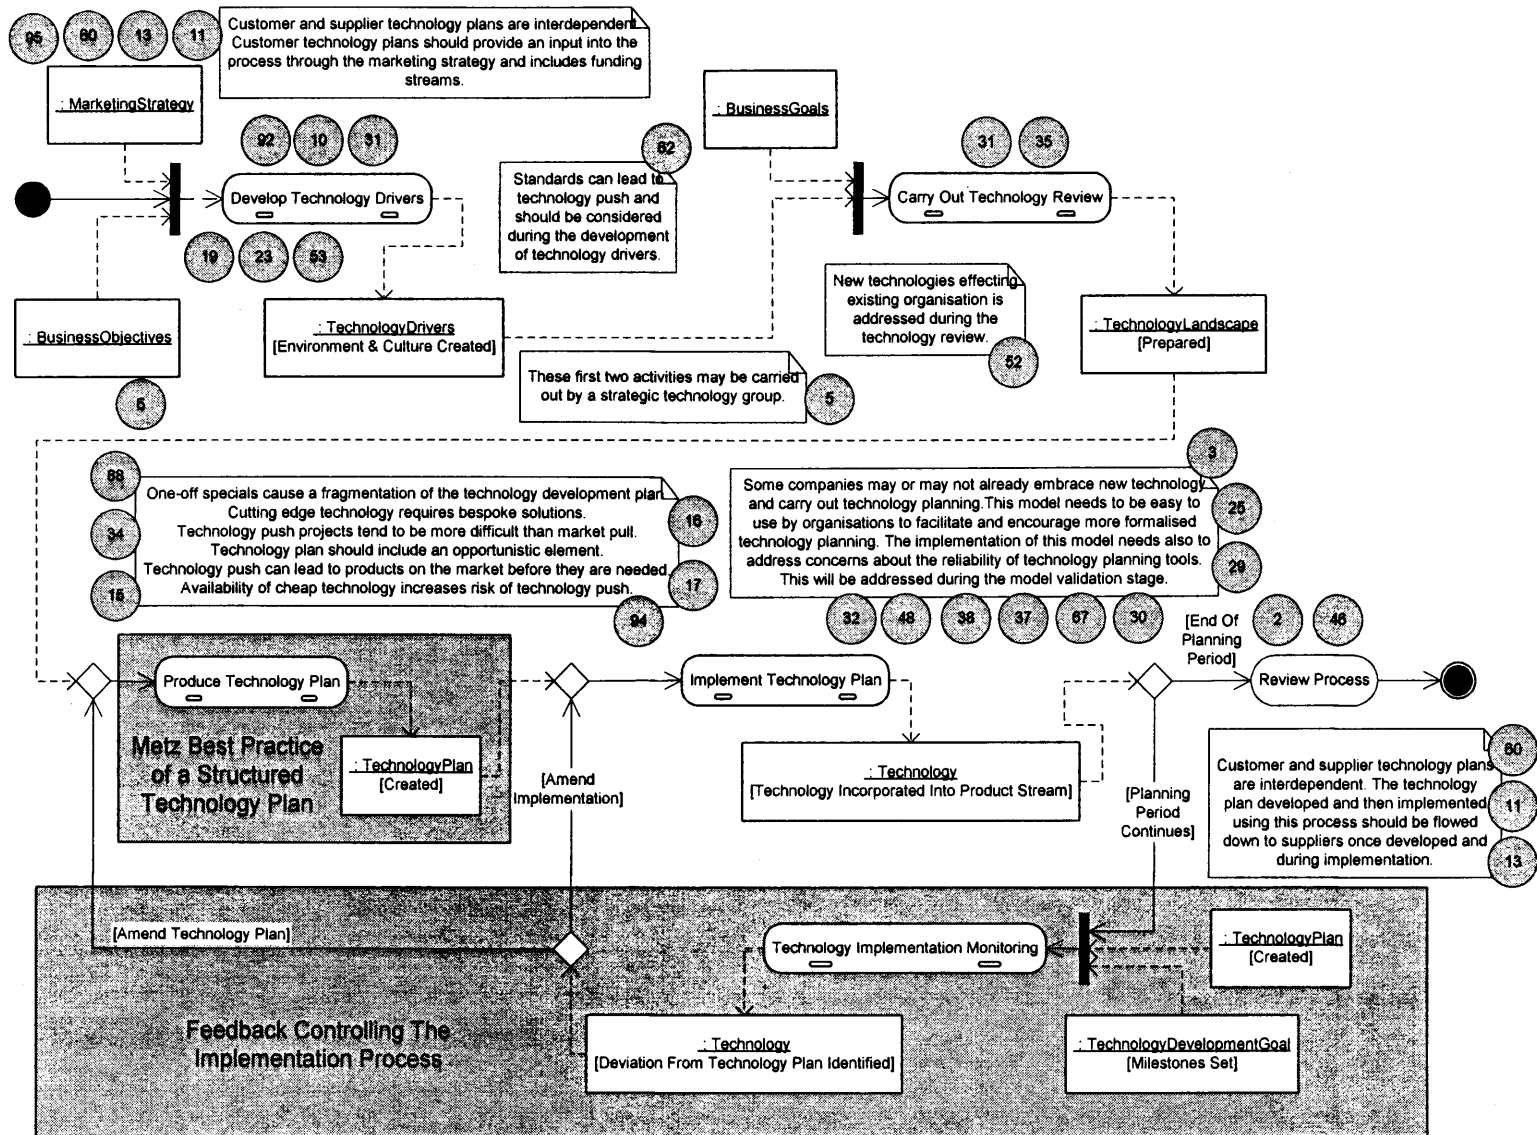 95 60 13 11
Customer and supplier technology plans are interdependent.
Customer technology plans should provide an input into the
process through the marketing strategy and includes funding
streams.
: MarketingStrategy
: BusinessGoals
92 10 31
62
31 35
Standards can lead to
technology push and
should be considered
during the development
of technology drivers.
Develop Technology Drivers
Carry Out Technology Review
19 23 53
New technologies effecting
existing organisation is
addressed during the
technology review.
52
: BusinessObjectives
5
: TechnologyDrivers
[Environment & Culture Created]
: TechnologyLandscape
[Prepared]
These first two activities may be carried
out by a strategic technology group.
5
68
34
15
One-off specials cause a fragmentation of the technology development plan.
Cutting edge technology requires bespoke solutions.
Technology push projects tend to be more difficult than market pull.
Technology plan should include an opportunistic element.
Technology push can lead to products on the market before they are needed.
Availability of cheap technology increases risk of technology push.
16
17
94
Some companies may or may not already embrace new technology
and carry out technology planning.This model needs to be easy to
use by organisations to facilitate and encourage more formalised
technology planning. The implementation of this model needs also to
address concerns about the reliability of technology planning tools.
This will be addressed during the model validation stage.
3
25
29
32 48 38 37 67 30
[End Of
Planning
Period]
2 46
Produce Technology Plan
Implement Technology Plan
Review Process
Metz Best Practice
of a Structured
Technology Plan
: TechnologyPlan
[Created]
[Amend
Implementation]
: Technology
[Technology Incorporated Into Product Stream]
[Planning
Period
Continues]
Customer and supplier technology plans
are interdependent. The technology
plan developed and then implemented
using this process should be flowed
down to suppliers once developed and
during implementation.
60
11
13
[Amend Technology Plan]
Technology Implementation Monitoring
: TechnologyPlan
[Created]
Feedback Controlling The
Implementation Process
: Technology
[Deviation From Technology Plan Identified]
: TechnologyDevelopmentGoal
[Milestones Set]